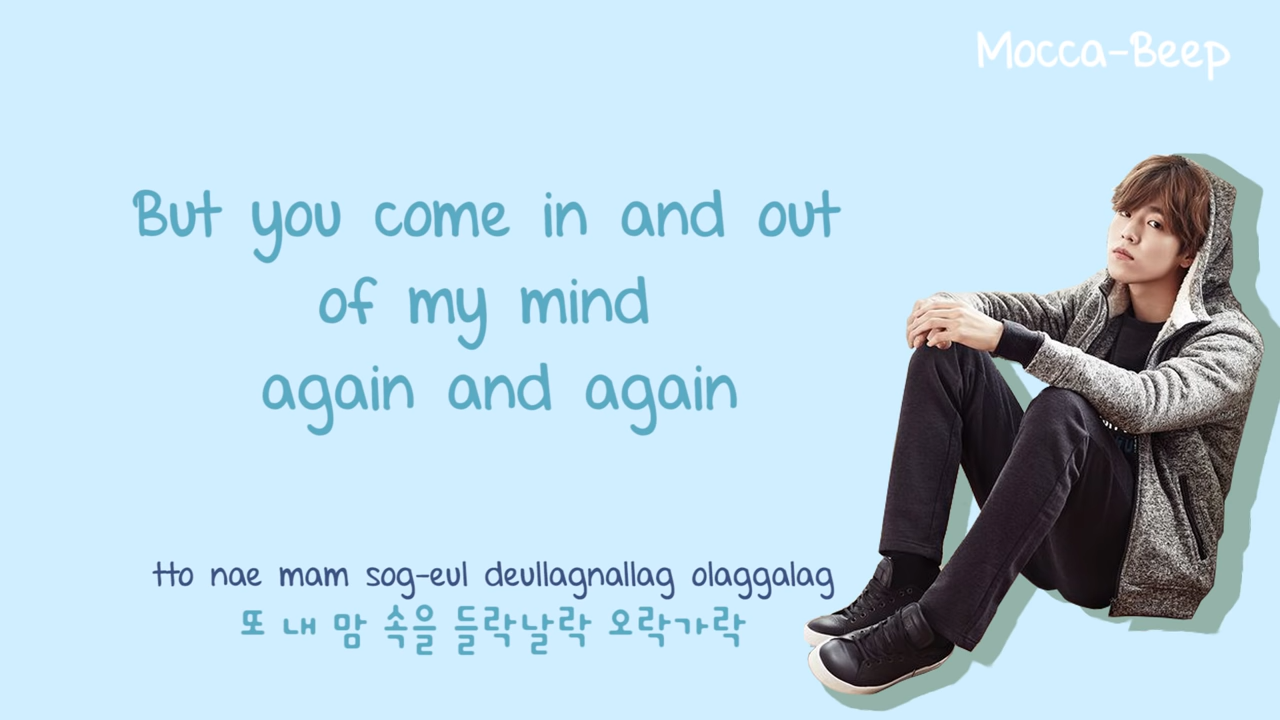 Mocca-Beep
But you come in and out
of my mind
again and again
tto nae mam sog-eul deullagnallag olaggalag
또 내 맘 속을 들락날락 오락가락